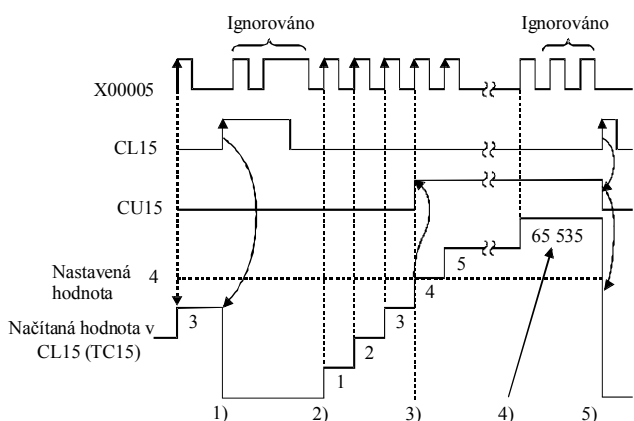 Ignorováno
Ignorováno
X00005
CL15
CU15
65 535
Nastavená
hodnota
4
5
4
3
3
2
1
Načítaná hodnota v
CL15 (TC15)
1)
2)
3)
4)
5)